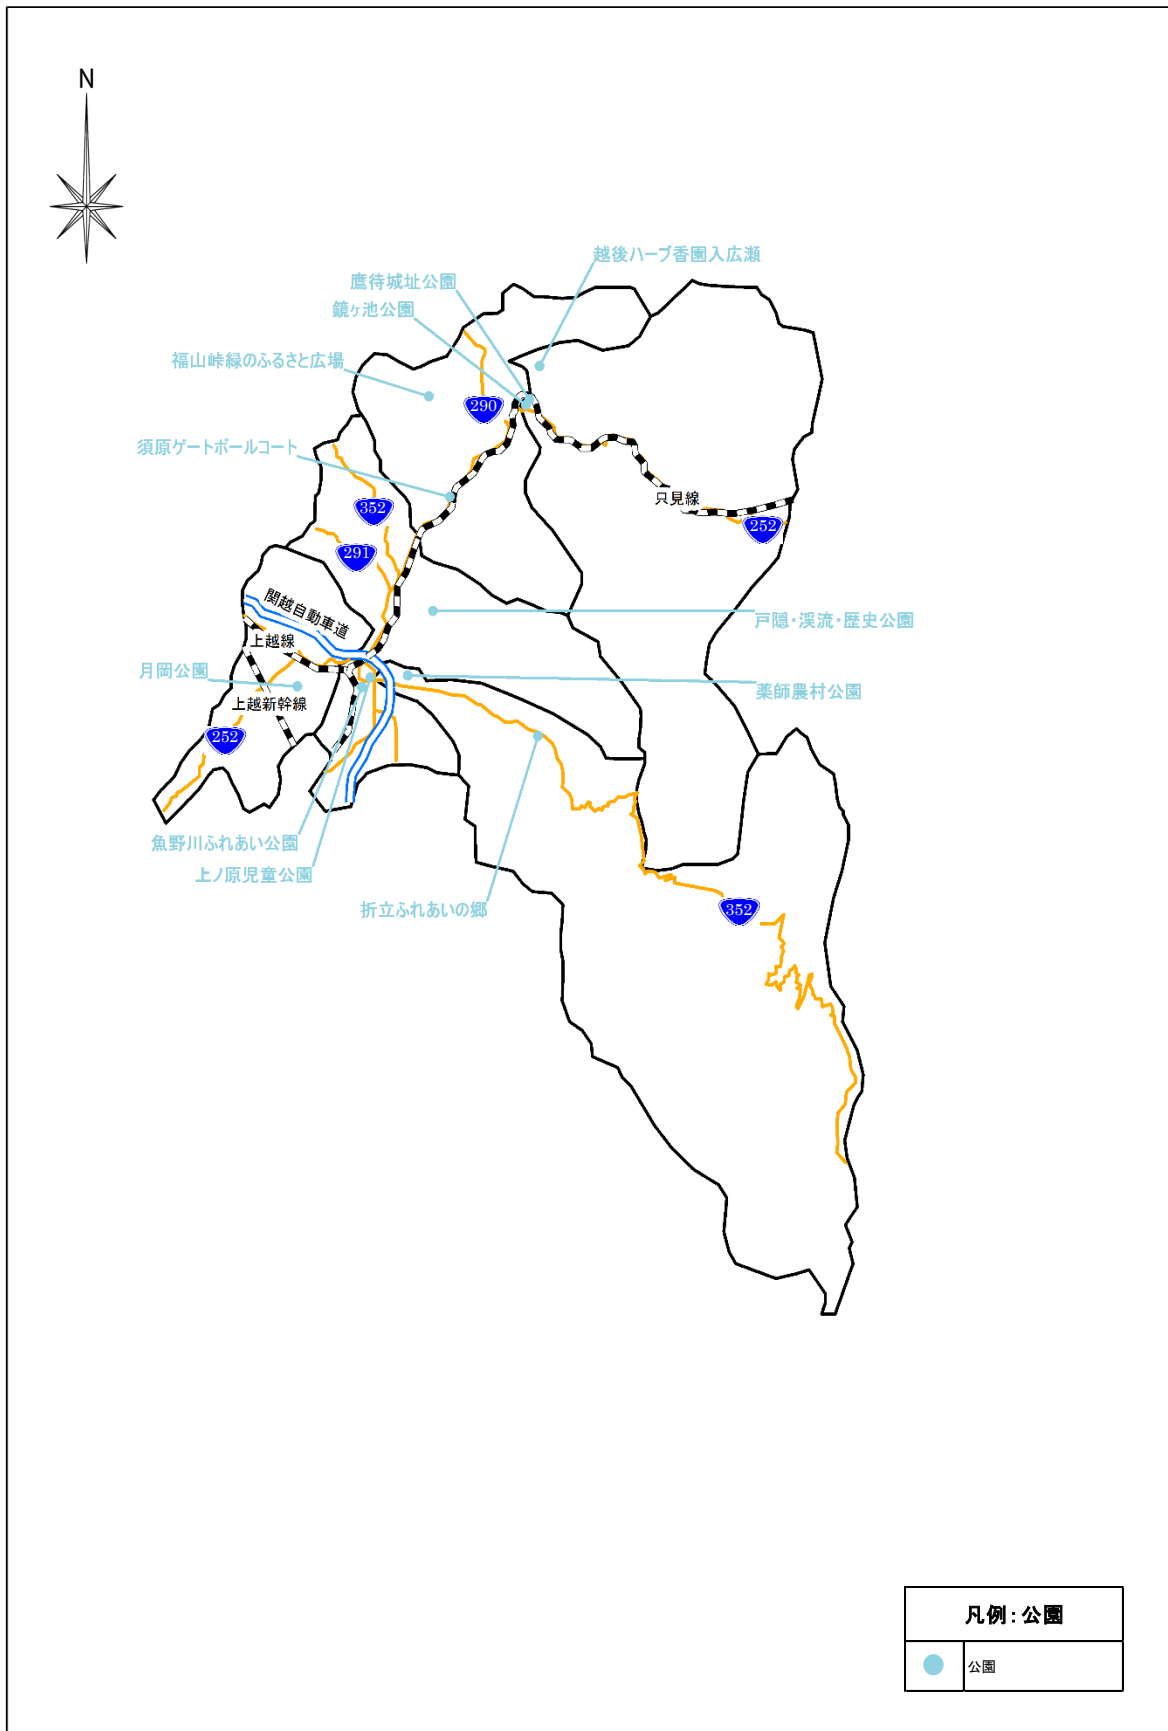 N
越後ハーブ香園入広瀬
鷹待城址公園
鏡ヶ池公園
福山峠緑のふるさと広場
290
須原ゲートボールコート
只見線
352
252
291
関越自動車道
戸隠・渓流・歴史公園
上越線
月岡公園
薬師農村公園
上越新幹線
252
魚野川ふれあい公園
上ノ原児童公園
折立ふれあいの郷
352
凡例：公園
公園